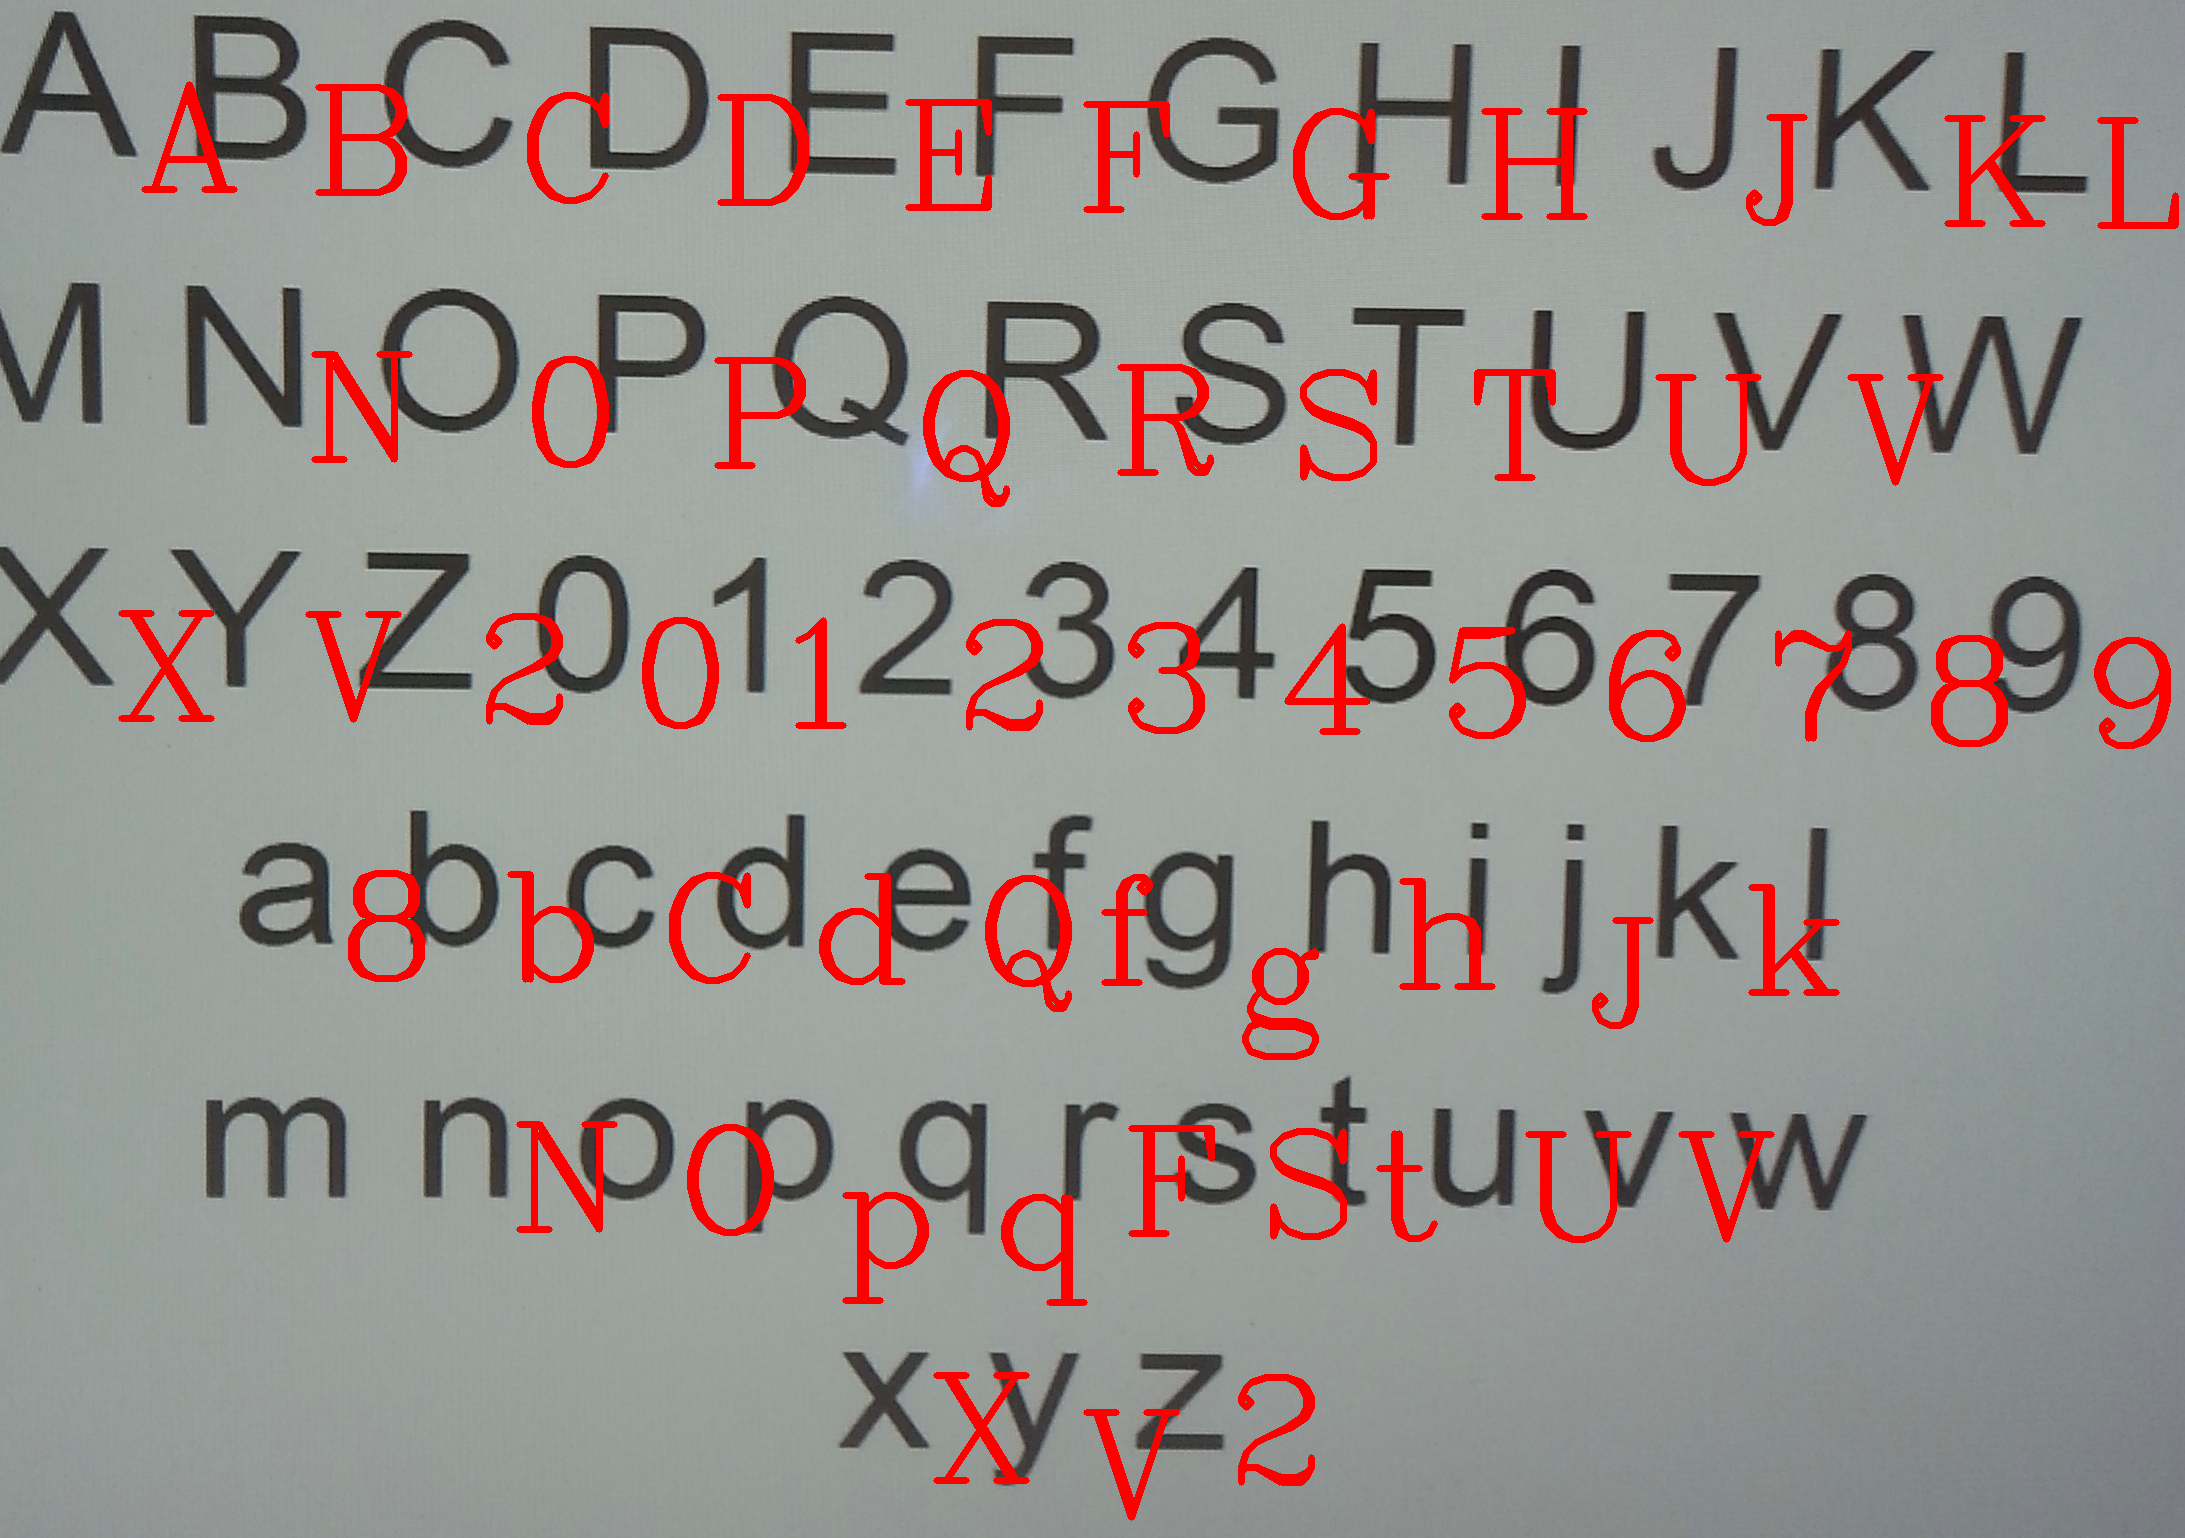 A B C D E F G H I J K L
A B C D E F G H J K L
M N O P Q R S T U V W
N 0 P Q R S T U V
X Y Z 0 1 2 3 4 5 6 7 8 9
X V 2 0 1 2 3 4 5 6 7 8 9
a b c d e f g h i j k l
8 b C d Q f g h J k
m n o p q r s t u v w
N O p q F S t U V
x y z
X V 2